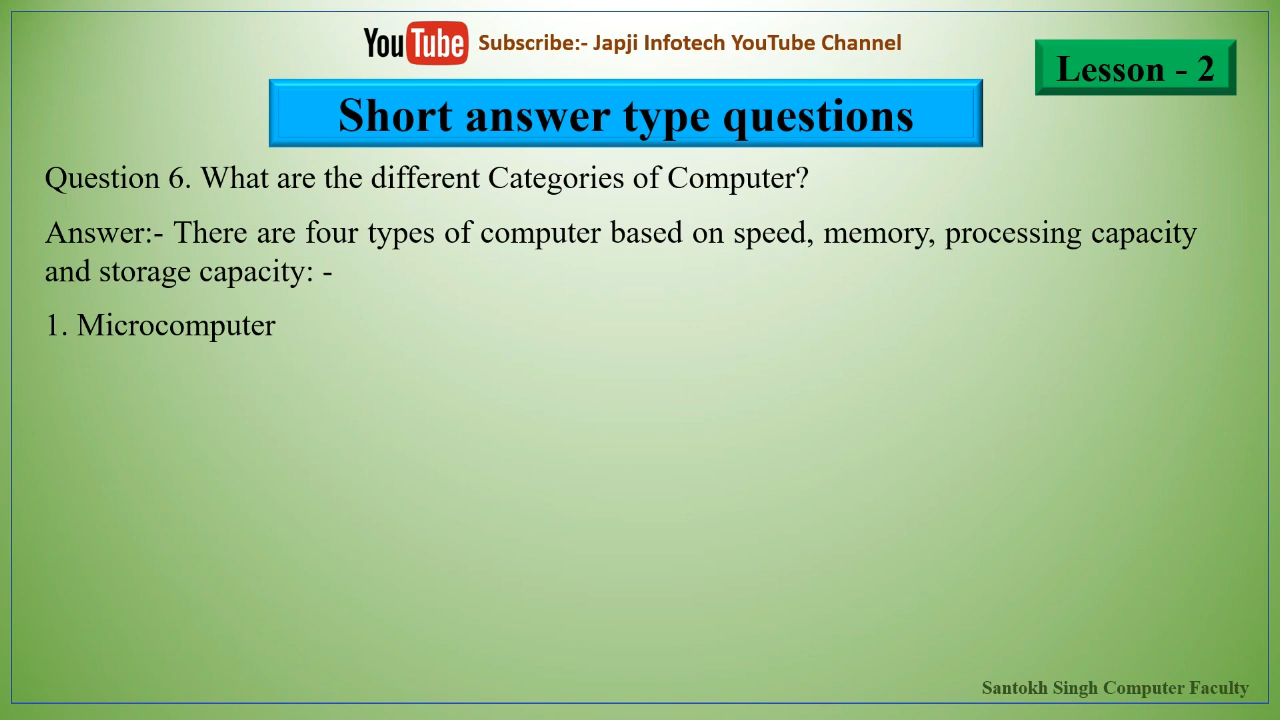 YouTube Subscribe:- Japji Infotech YouTube Channel
Lesson - 2
Short answer type questions
Question 6. What are the different Categories of Computer?
Answer:- There are four types of computer based on speed, memory, processing capacity
and storage capacity: -
1. Microcomputer
Santokh Singh Computer Faculty